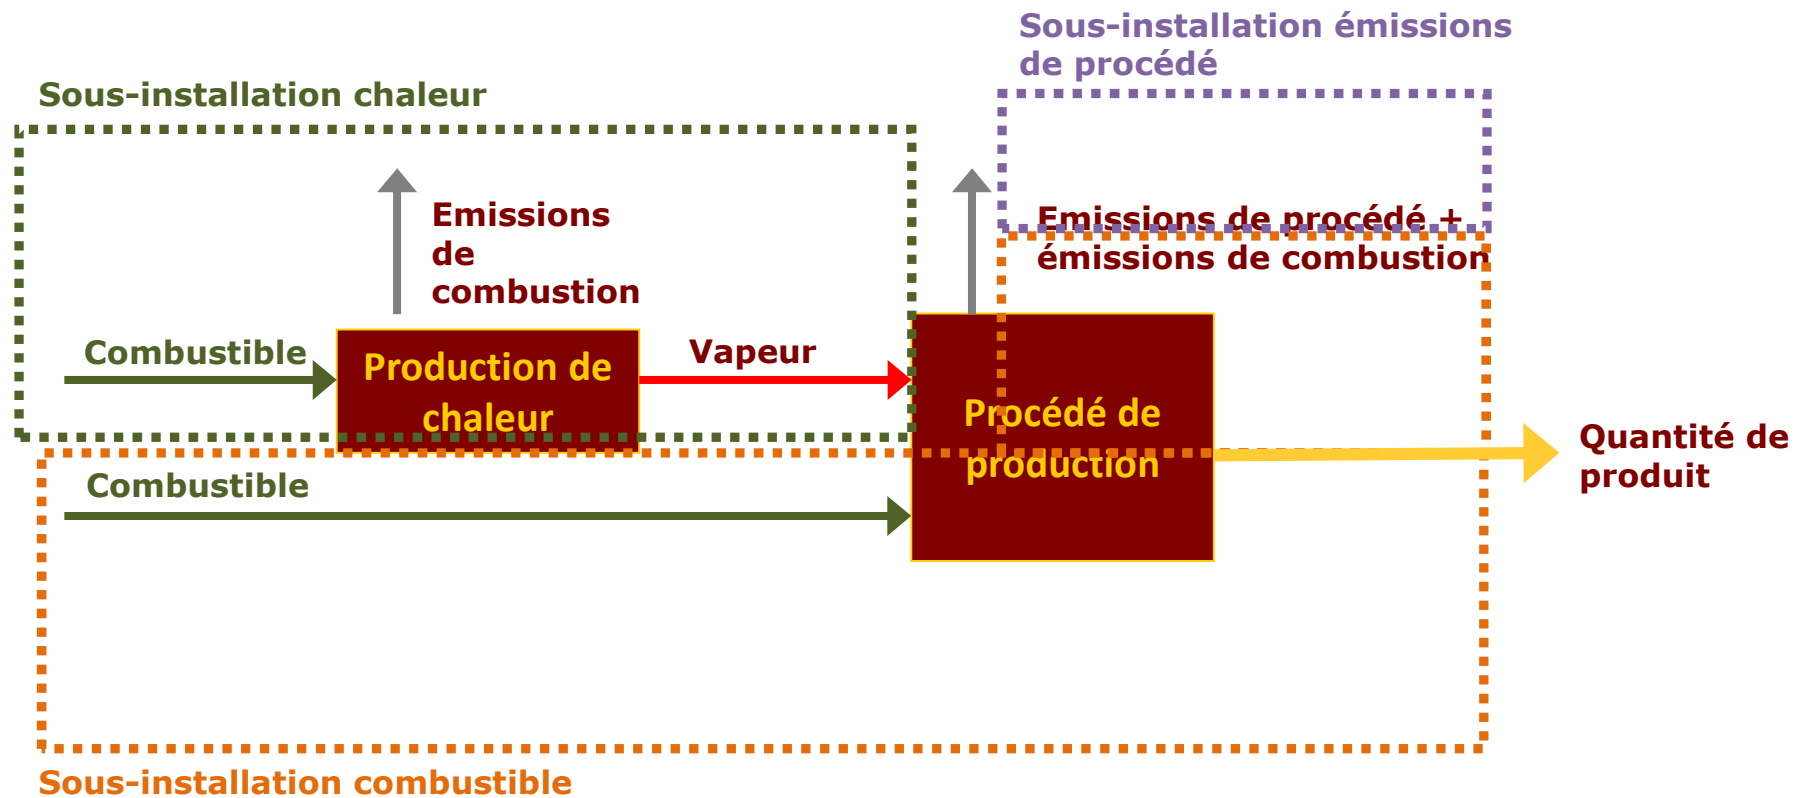 Sous-installation émissions
de procédé
Sous-installation chaleur
Emissions
de
combustion
Emissions de procédé +
émissions de combustion
Combustible
Production de
chaleur
Vapeur
Procédé de
production
Quantité de
produit
Combustible
Sous-installation combustible